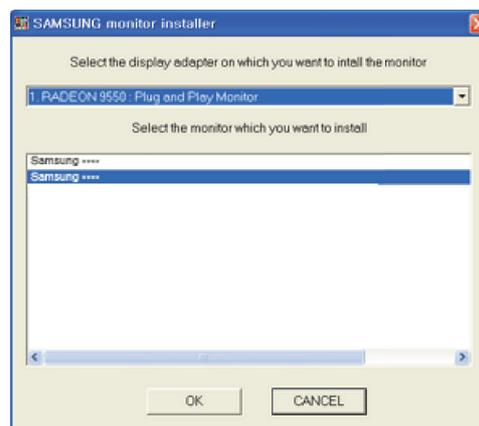 SAMSUNG monitor installer
Select the display adapter on which you want to intall the monitor
1. RADEON 9550 : Plug and Play Monitor
Select the monitor which you want to install
Samsung ----
Samsung ----
OK
CANCEL